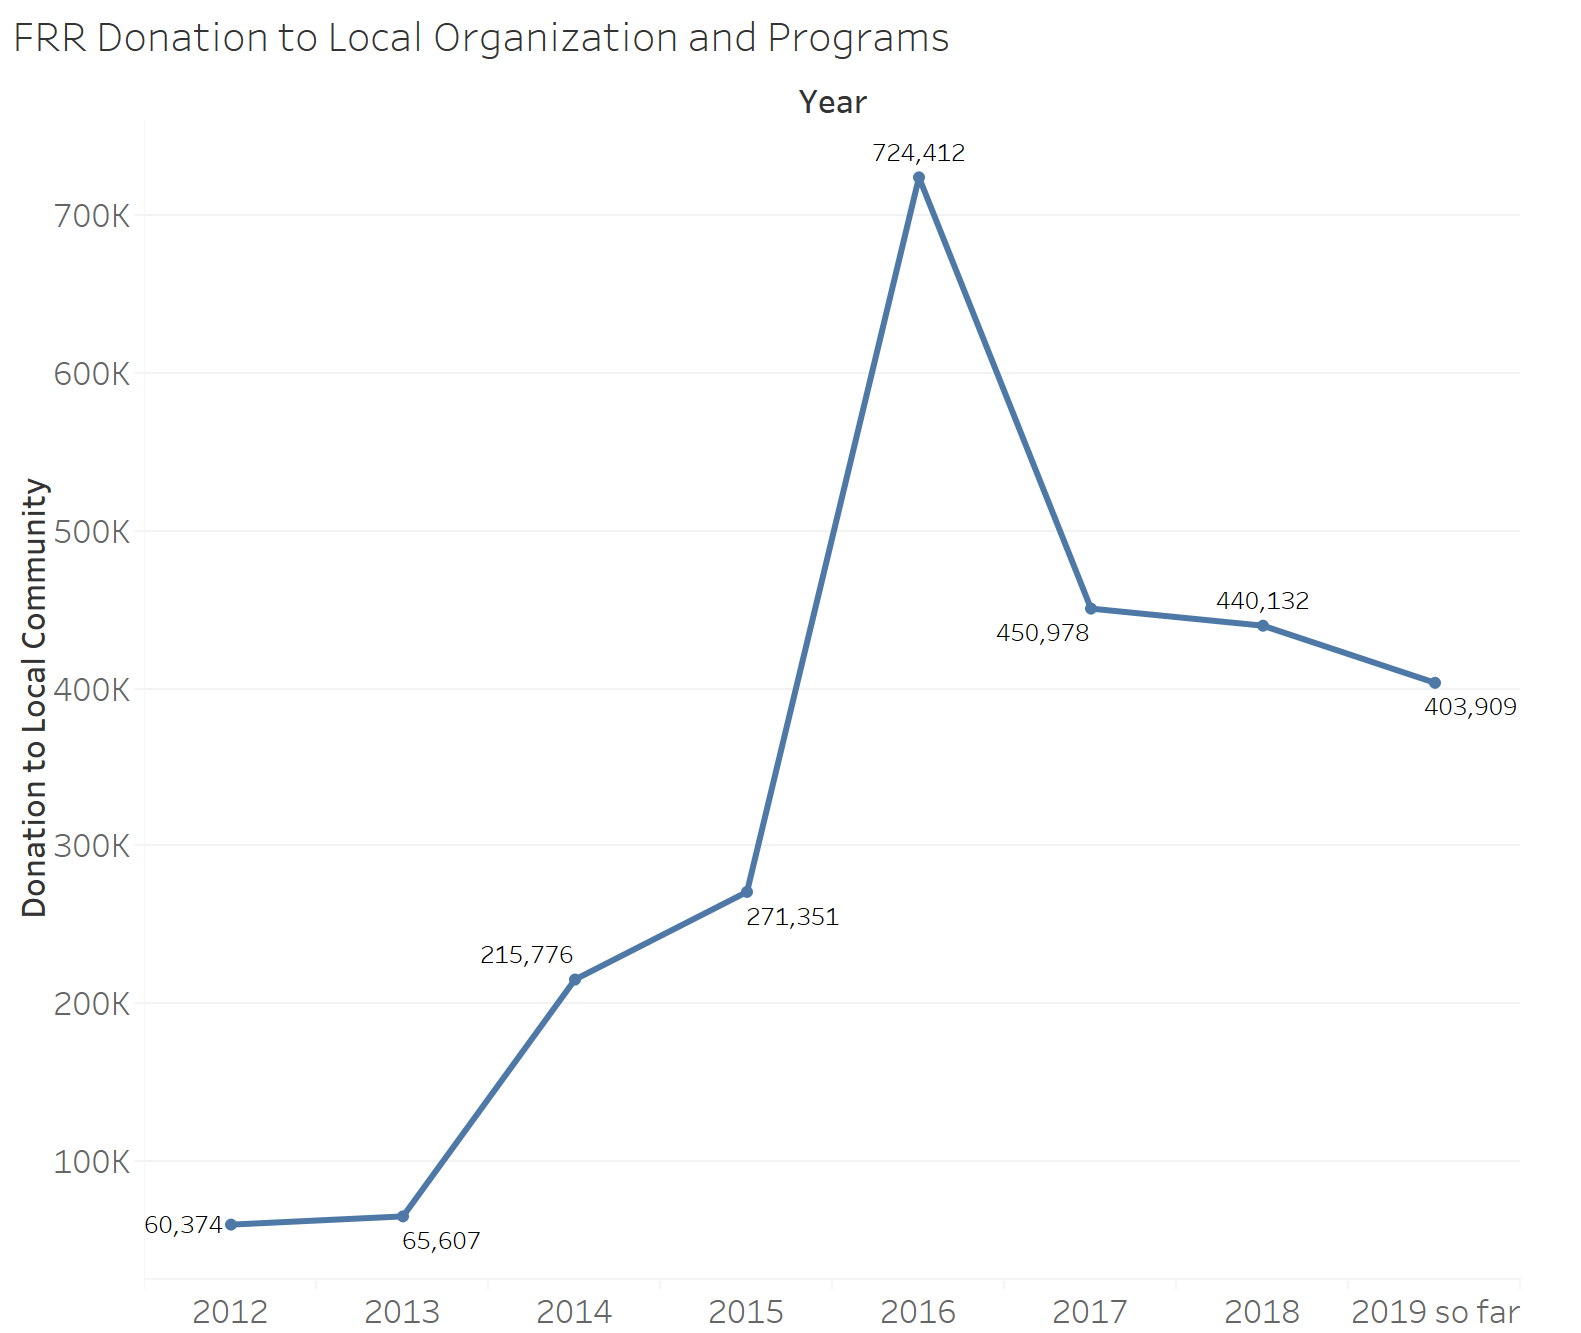 FRR Donation to Local Organization and Programs
Year
724,412
700K
600K
500K
440,132
450,978
400K
403,909
300K
271,351
215,776
200K
100K
60,374
65,607
Donation to Local Community
2012 2013 2014 2015 2016 2017 2018 2019 so far